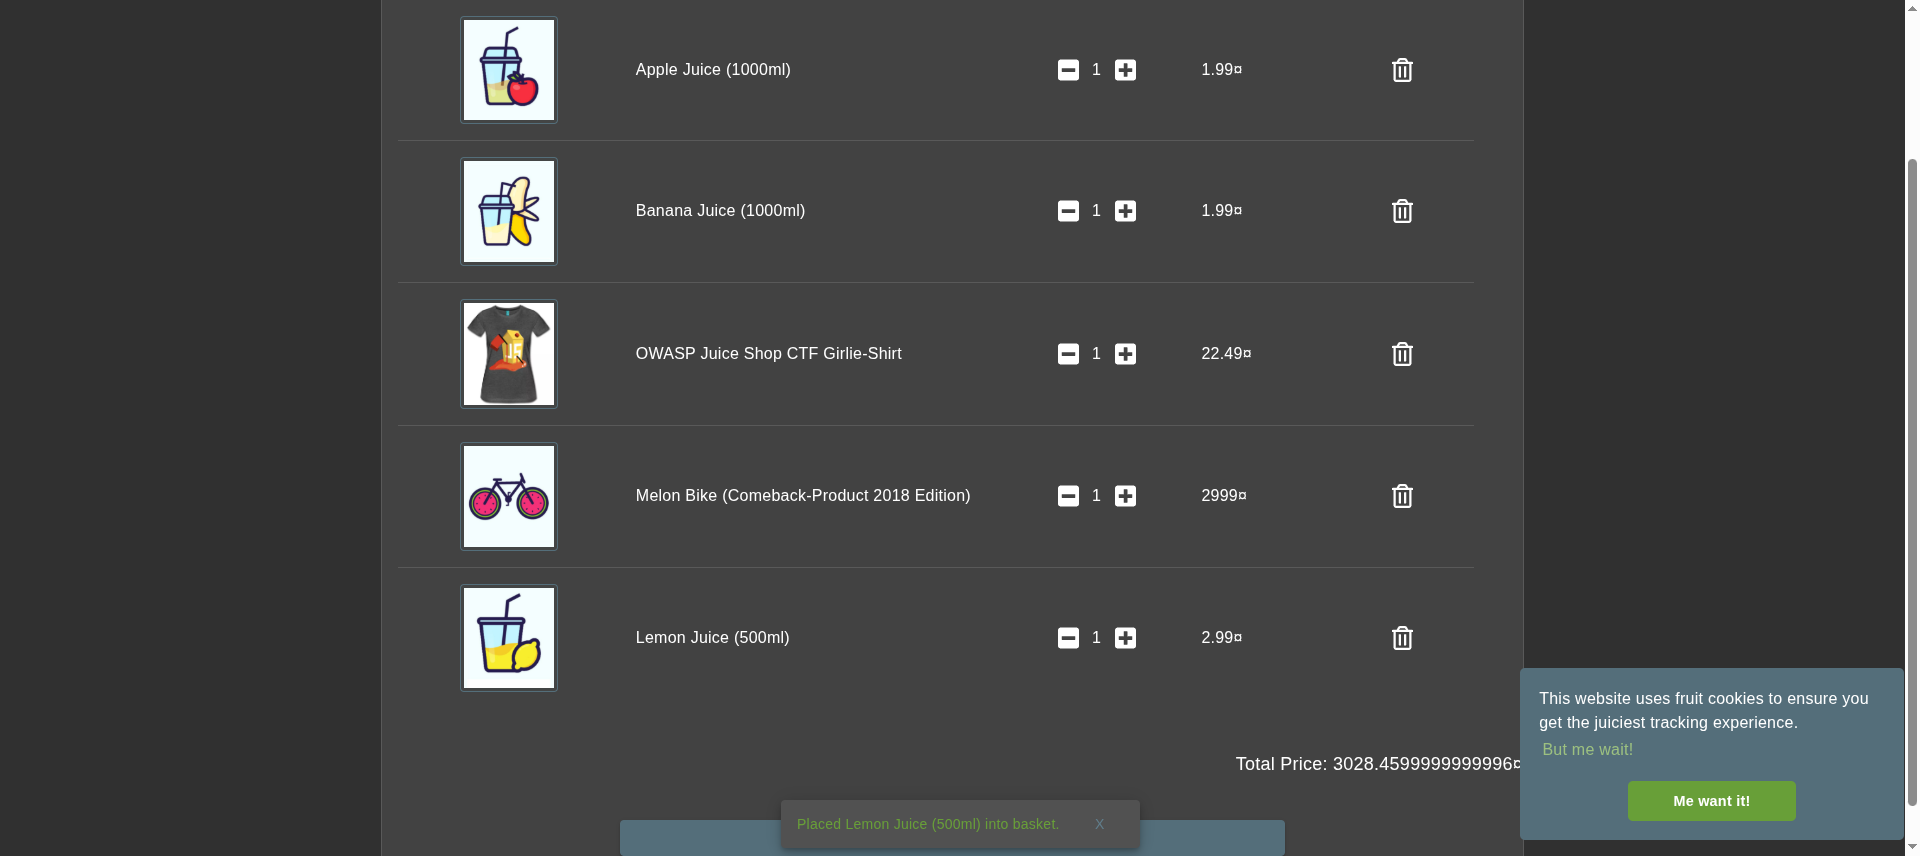 Apple Juice (1000ml) 1 1.99¤
Banana Juice (1000ml) 1 1.99¤
OWASP Juice Shop CTF Girlie-Shirt 1 22.49¤
Melon Bike (Comeback-Product 2018 Edition) 1 2999¤
Lemon Juice (500ml) 1 2.99¤
Total Price: 3028.4599999999996¤
Placed Lemon Juice (500ml) into basket. X
This website uses fruit cookies to ensure you
get the juiciest tracking experience.
But me wait!
Me want it!